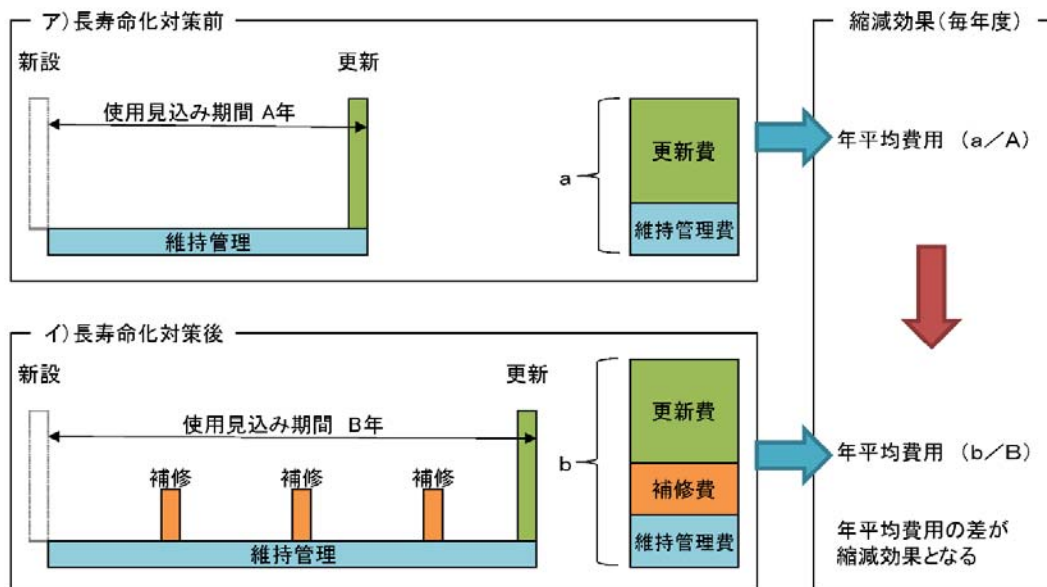 ア)長寿命化対策前
新設
更新
使用見込み期間 A年
維持管理
a
更新費
維持管理費
縮減効果(毎年度)
年平均費用 (a/A)
イ)長寿命化対策後
新設
更新
使用見込み期間 B年
補修
補修
補修
維持管理
b
更新費
補修費
維持管理費
年平均費用 (b/B)
年平均費用の差が
縮減効果となる